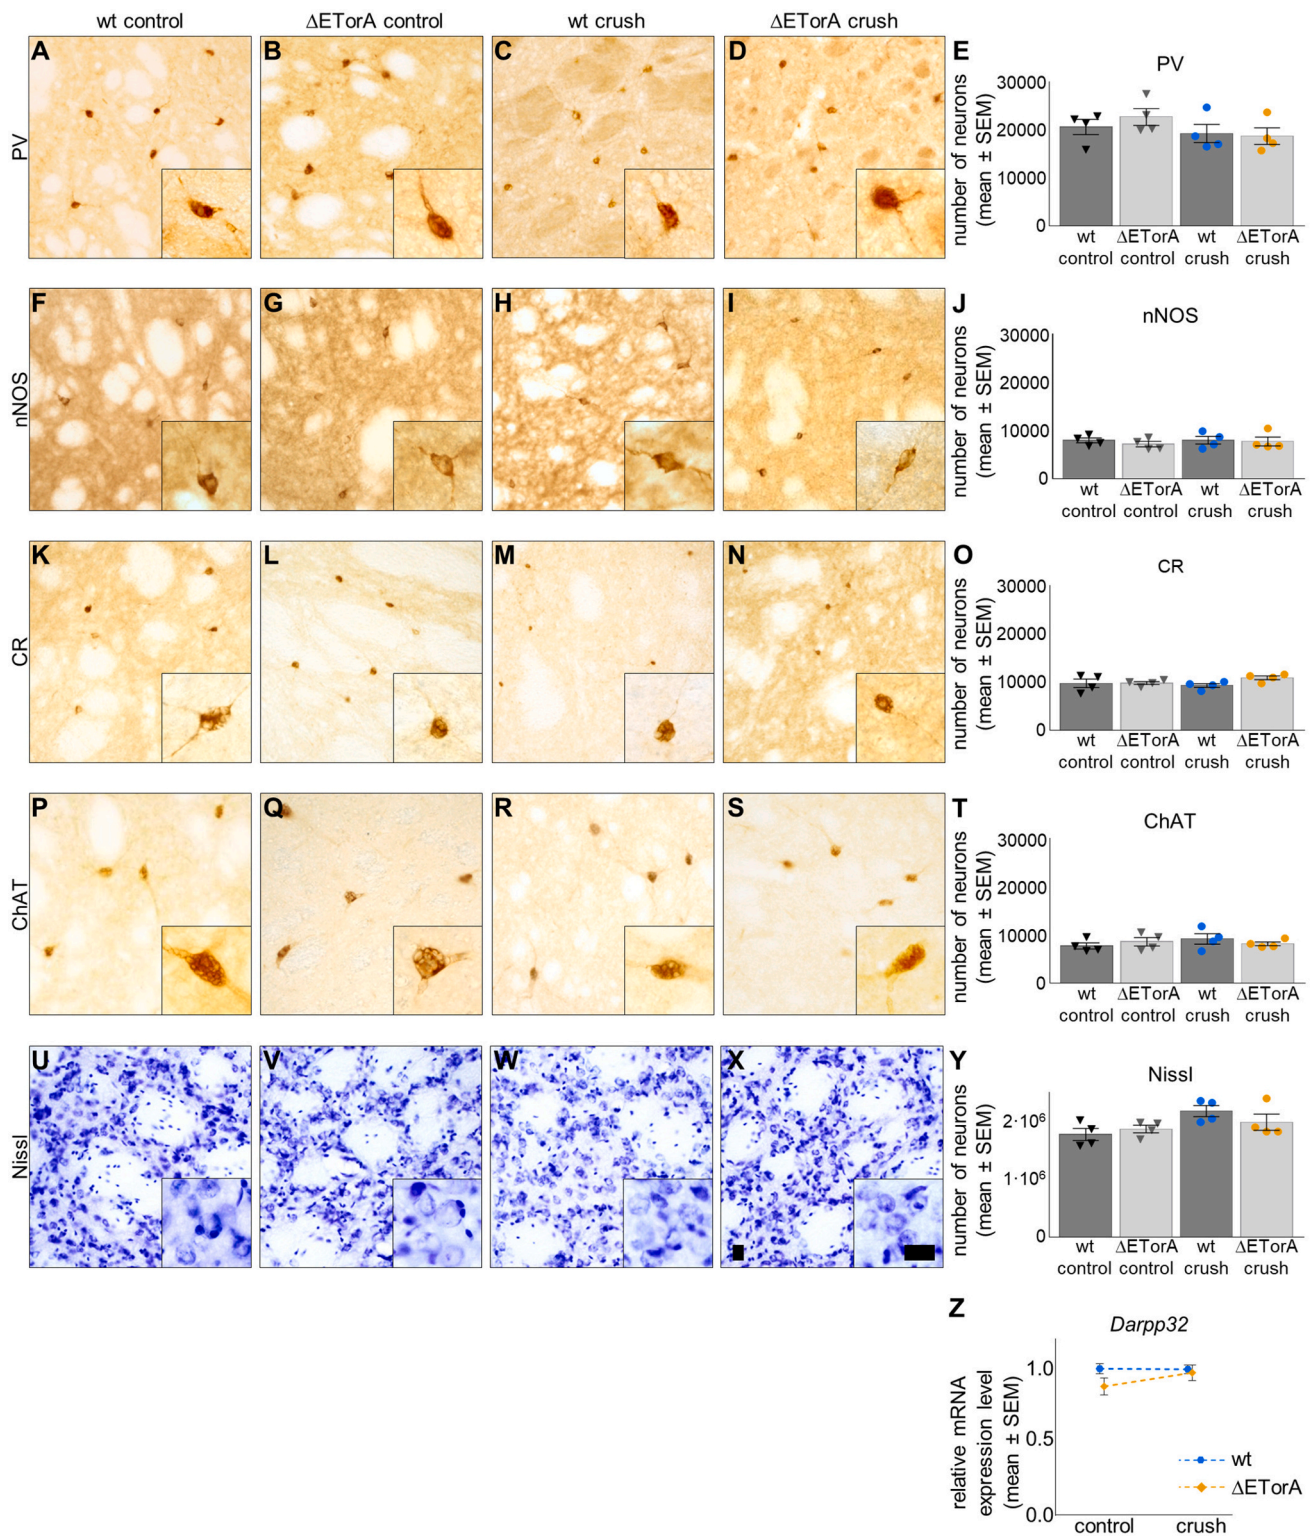 wt control ΔETorA control wt crush ΔETorA crush
A B C D E
PV
PV
number of neurons
(mean ± SEM)
30000
20000
10000
0
wt ΔETorA wt ΔETorA
control control crush crush
F G H I J
nNOS
nNOS
number of neurons
(mean ± SEM)
30000
20000
10000
0
wt ΔETorA wt ΔETorA
control control crush crush
K L M N O
CR
CR
number of neurons
(mean ± SEM)
30000
20000
10000
0
wt ΔETorA wt ΔETorA
control control crush crush
P Q R S T
ChAT
ChAT
number of neurons
(mean ± SEM)
30000
20000
10000
0
wt ΔETorA wt ΔETorA
control control crush crush
U V W X Y
Nissl
Nissl
number of neurons
(mean ± SEM)
2·10⁶
1·10⁶
0
wt ΔETorA wt ΔETorA
control control crush crush
Z
Darpp32
relative mRNA
expression level
(mean ± SEM)
1.0
0.5
0.0
wt
ΔETorA
control crush